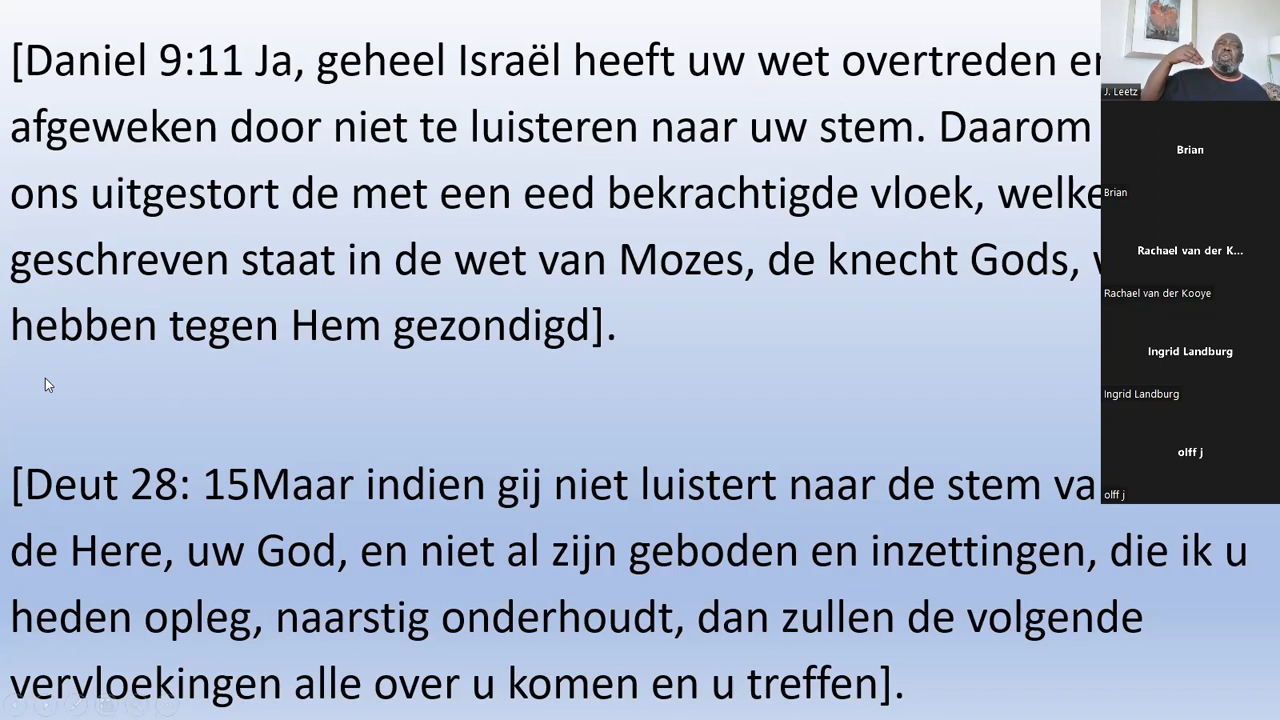 [Daniel 9:11 Ja, geheel Israël heeft uw wet overtreden en
afgeweken door niet te luisteren naar uw stem. Daarom
ons uitgestort de met een eed bekrachtigde vloek, welke
geschreven staat in de wet van Mozes, de knecht Gods,
hebben tegen Hem gezondigd].
[Deut 28: 15Maar indien gij niet luistert naar de stem va
de Here, uw God, en niet al zijn geboden en inzettingen, die ik u
heden opleg, naarstig onderhoudt, dan zullen de volgende
vervloekingen alle over u komen en u treffen].
J. Leetz
Brian
Brian
Rachael van der K...
Rachael van der Kooye
Ingrid Landburg
Ingrid Landburg
olff j
olff j